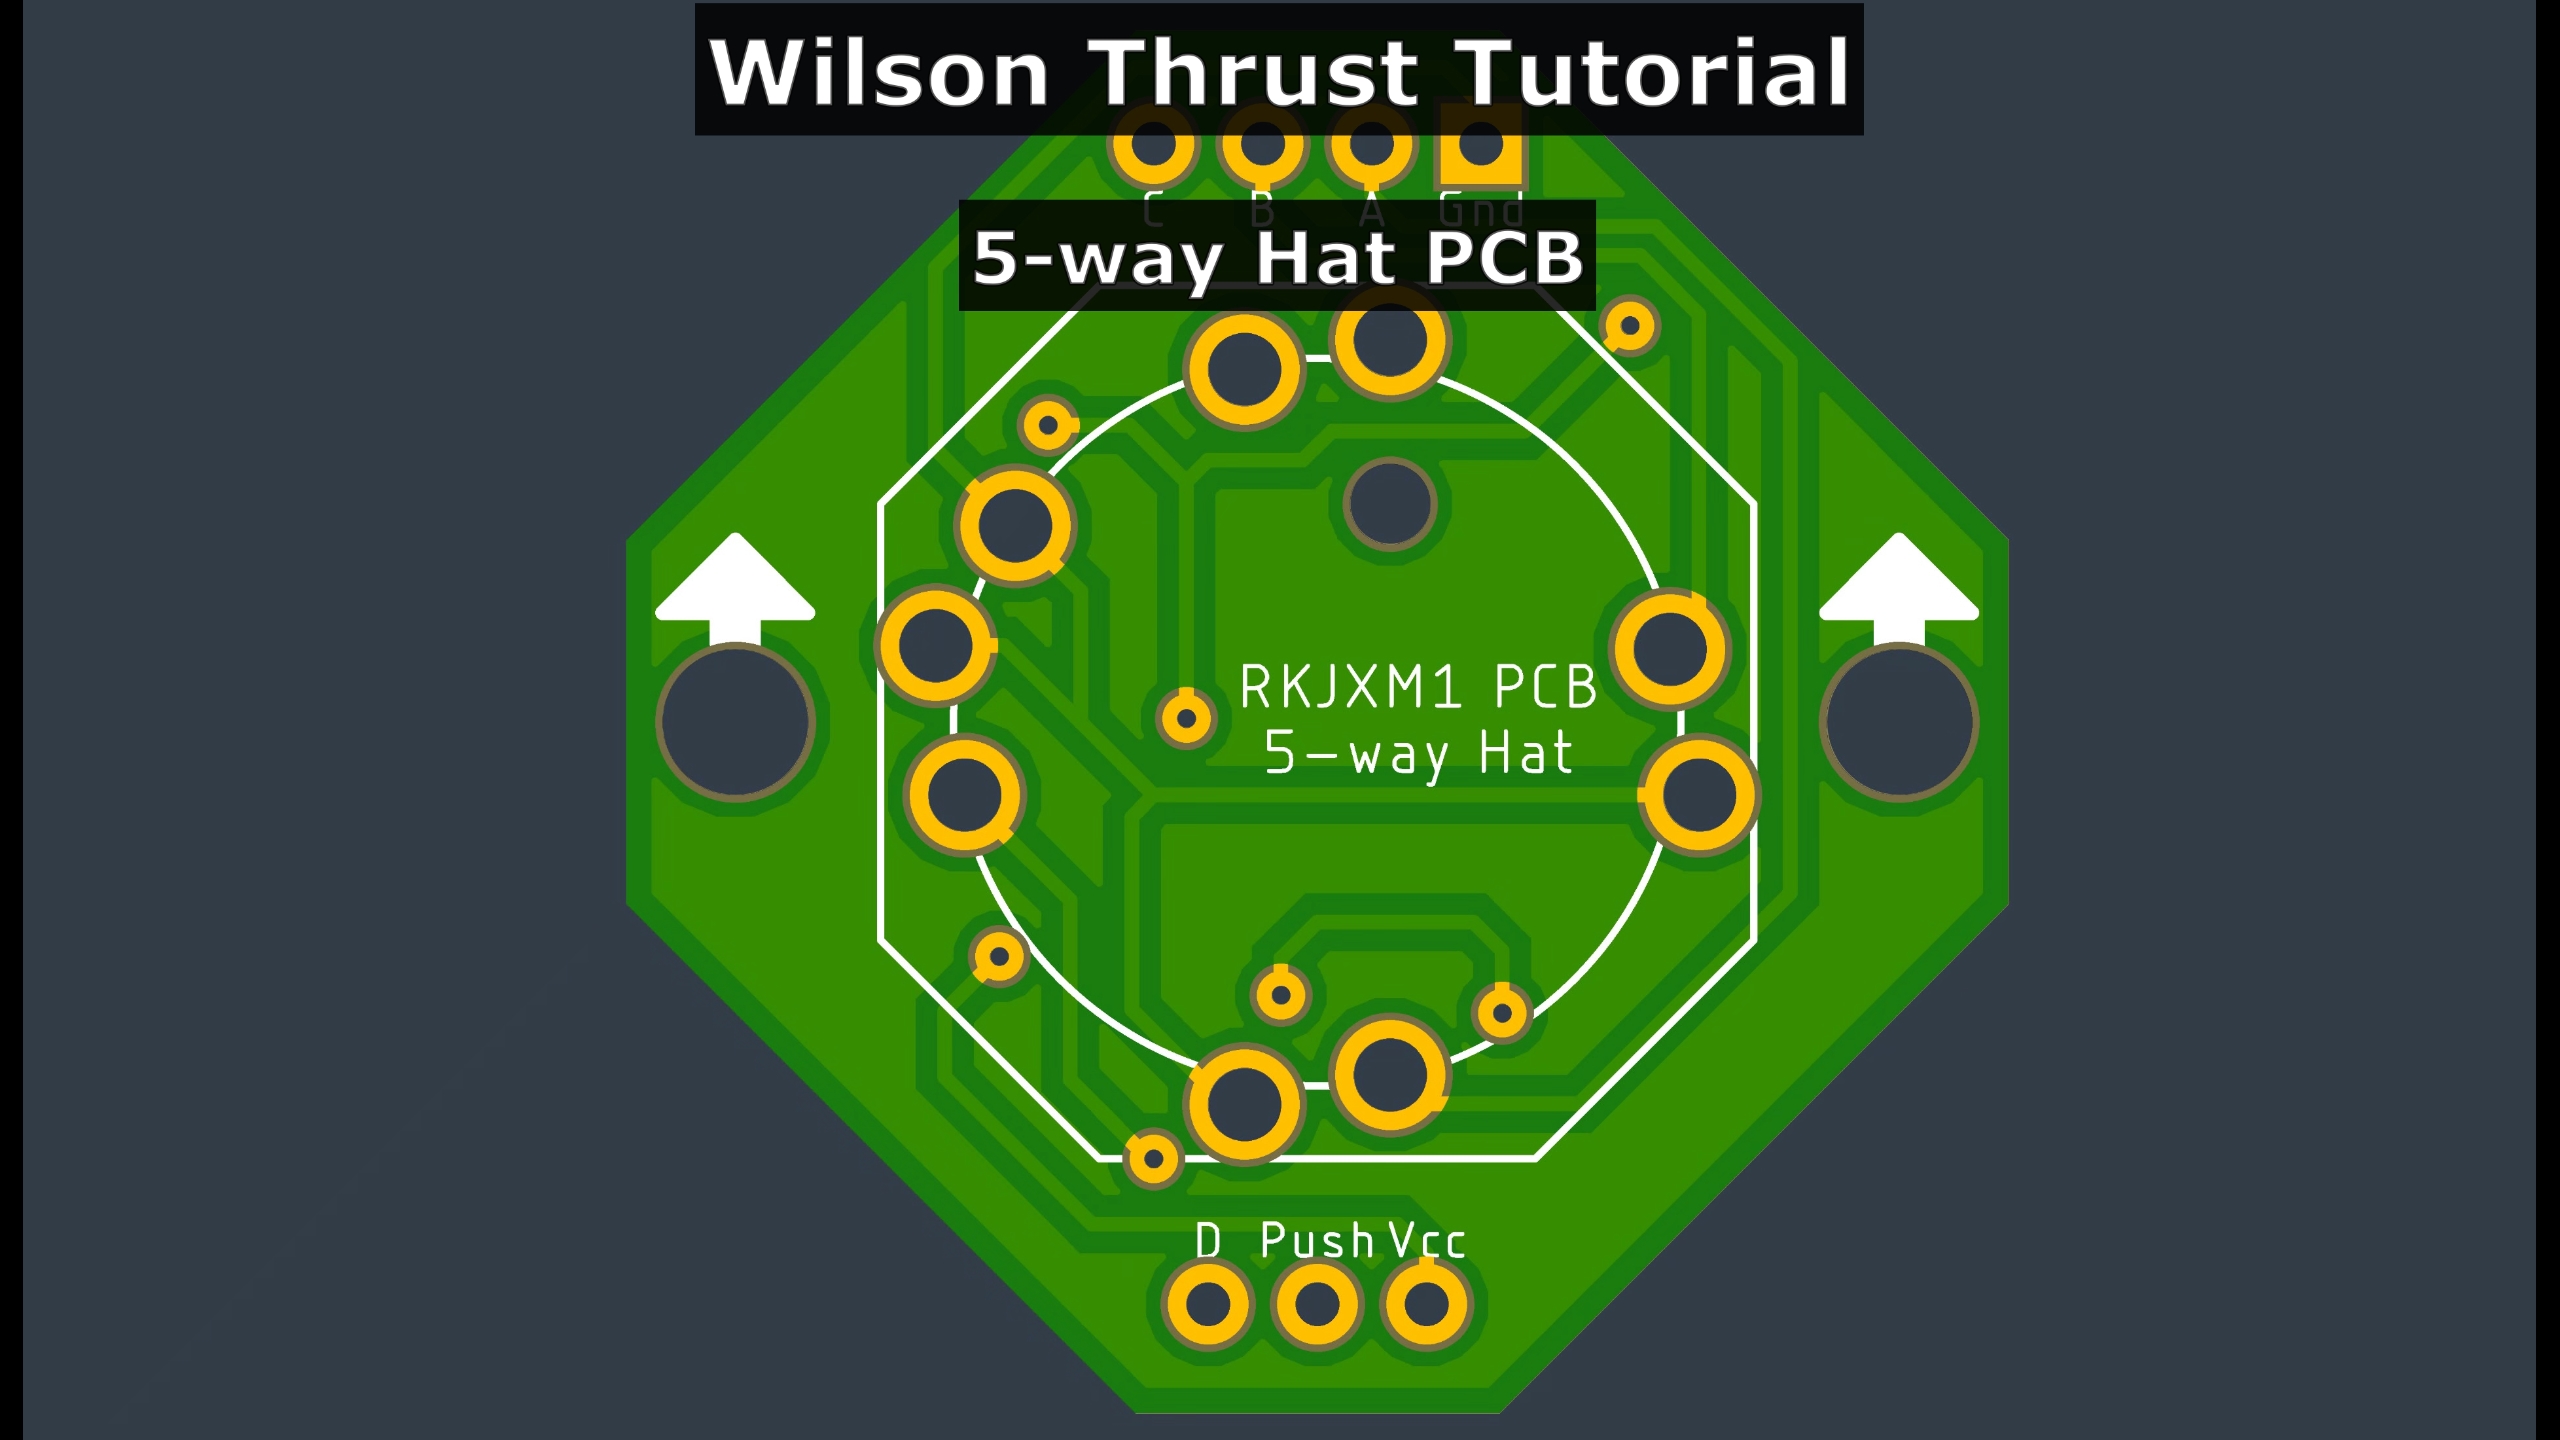 Wilson Thrust Tutorial
C B A Gnd
5-way Hat PCB
RKJXM1 PCB
5-way Hat
D Push Vcc